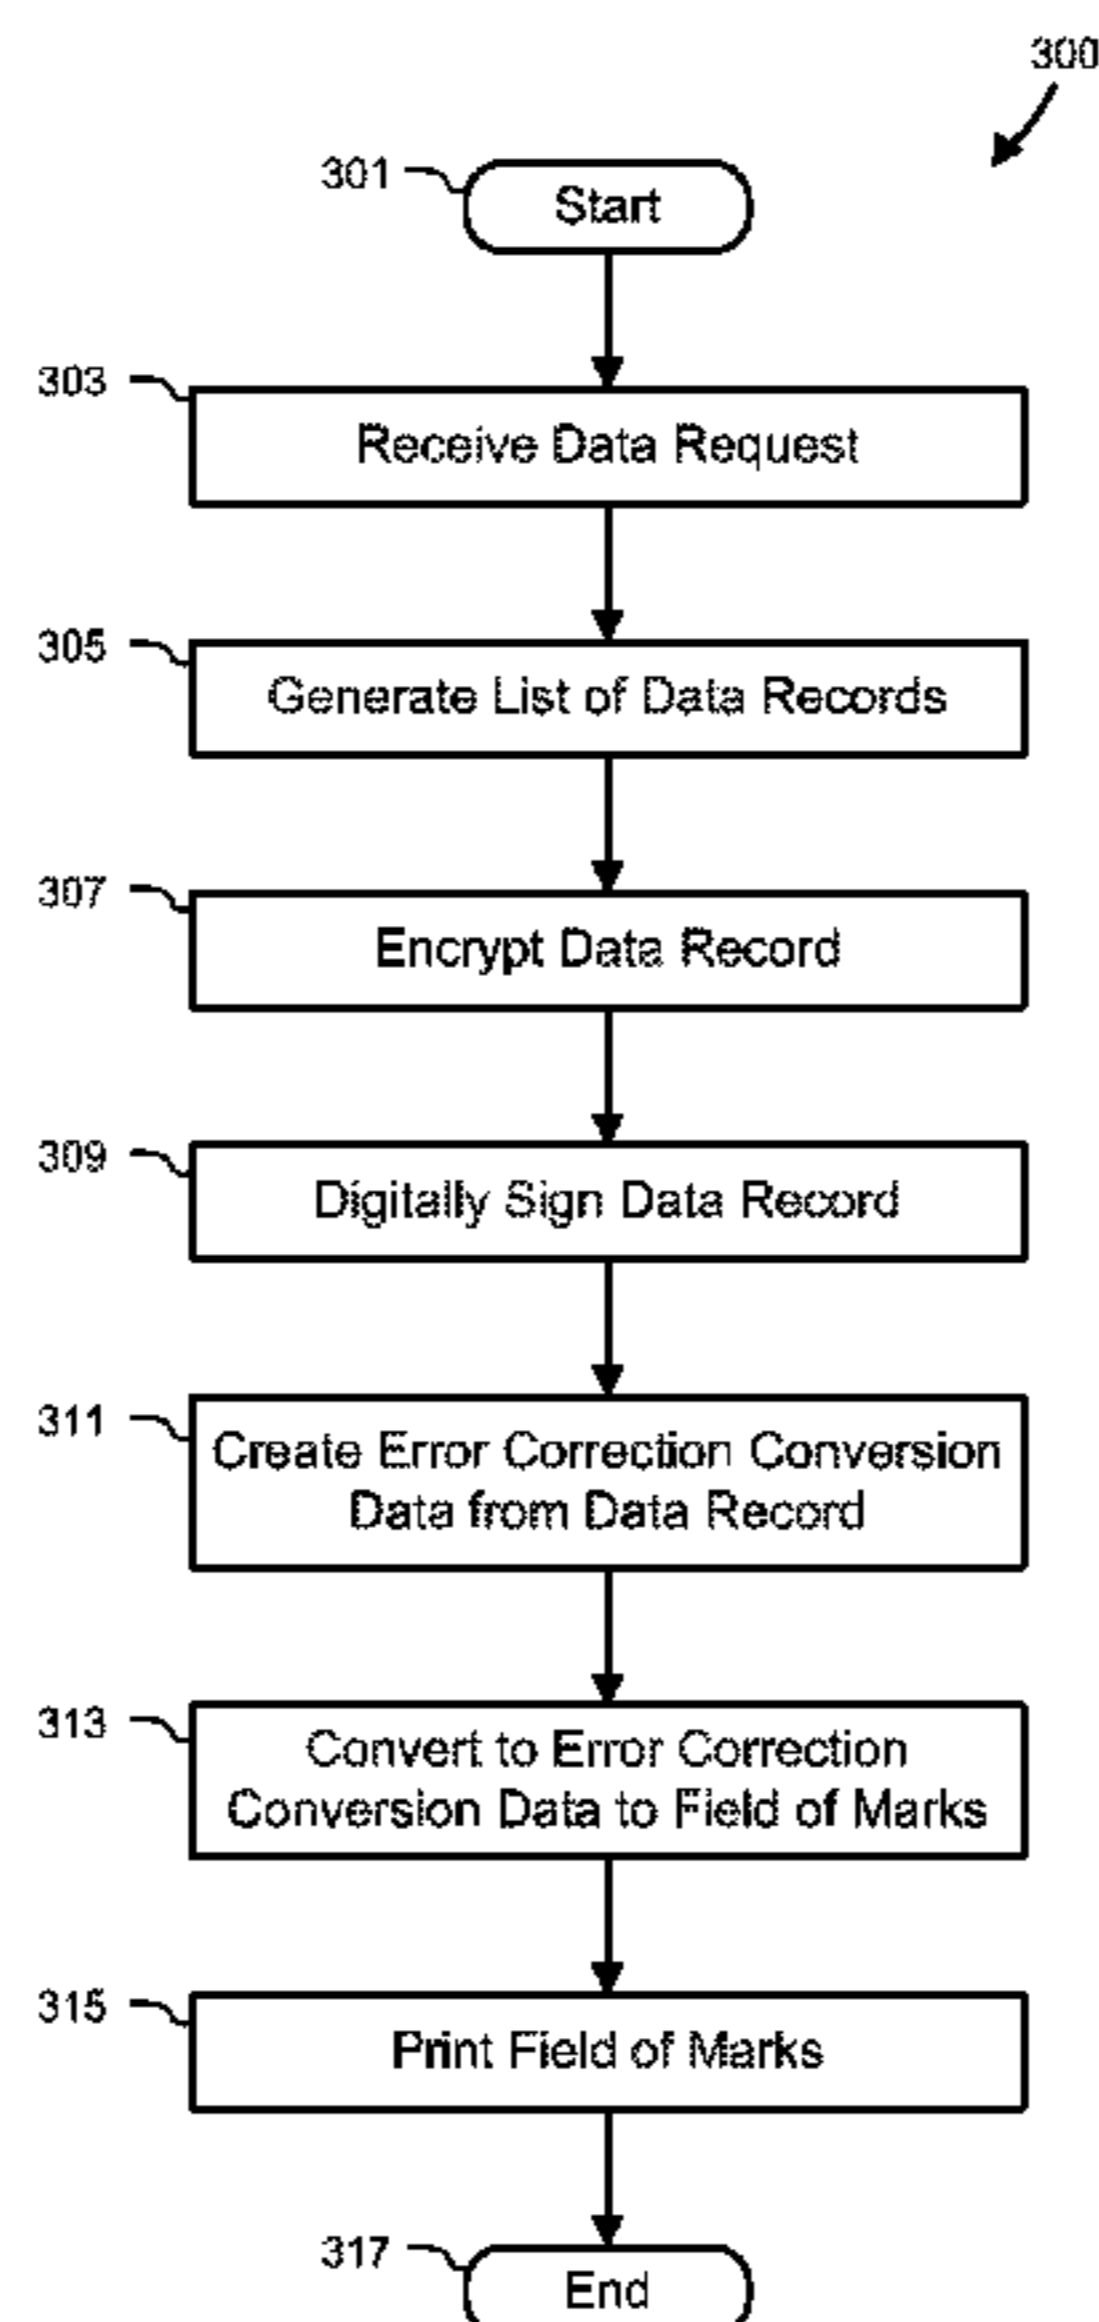 300
301
Start
303
Receive Data Request
305
Generate List of Data Records
307
Encrypt Data Record
309
Digitally Sign Data Record
311
Create Error Correction Conversion
Data from Data Record
313
Convert to Error Correction
Conversion Data to Field of Marks
315
Print Field of Marks
317
End